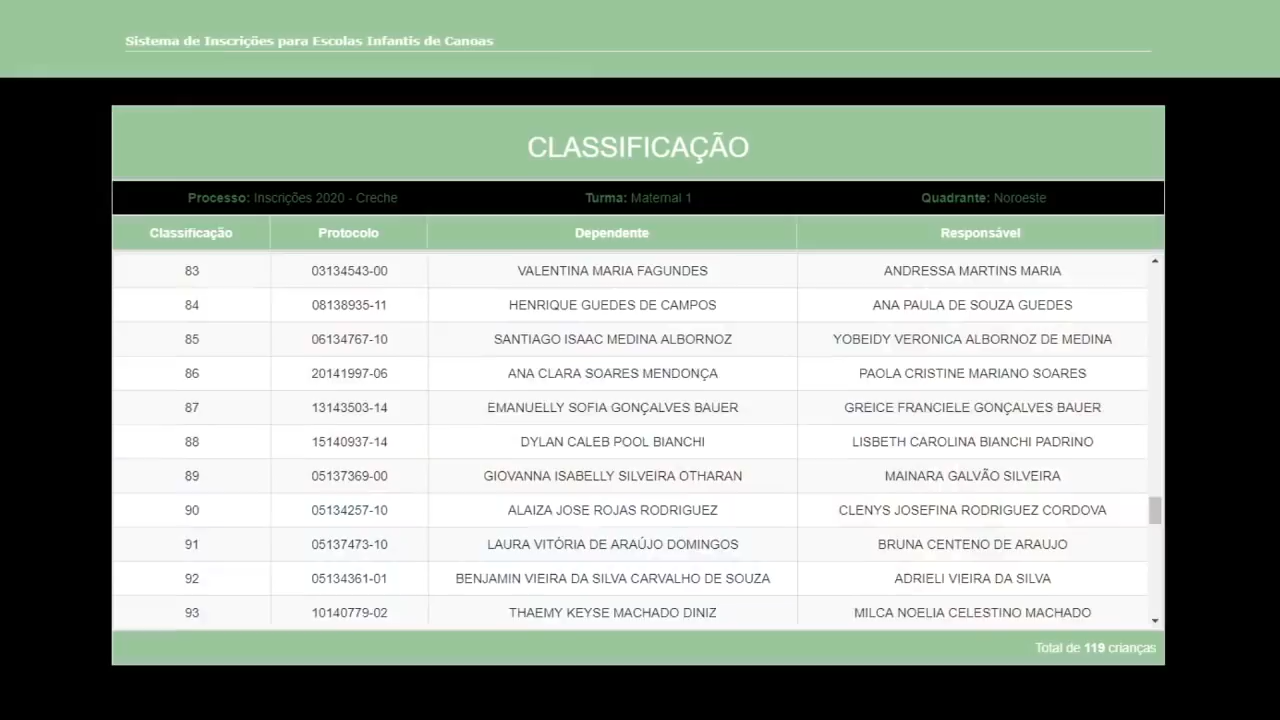 Sistema de Inscrições para Escolas Infantis de Canoas
CLASSIFICAÇÃO
Processo: Inscrições 2020 - Creche Turma: Maternal 1 Quadrante: Noroeste
Classificação Protocolo Dependente Responsável
83 03134543-00 VALENTINA MARIA FAGUNDES ANDRESSA MARTINS MARIA
84 08138935-11 HENRIQUE GUEDES DE CAMPOS ANA PAULA DE SOUZA GUEDES
85 06134767-10 SANTIAGO ISAAC MEDINA ALBORNOZ YOBEIDY VERONICA ALBORNOZ DE MEDINA
86 20141997-06 ANA CLARA SOARES MENDONÇA PAOLA CRISTINE MARIANO SOARES
87 13143503-14 EMANUELLY SOFIA GONÇALVES BAUER GREICE FRANCIELE GONÇALVES BAUER
88 15140937-14 DYLAN CALEB POOL BIANCHI LISBETH CAROLINA BIANCHI PADRINO
89 05137369-00 GIOVANNA ISABELLY SILVEIRA OTHARAN MAINARA GALVÃO SILVEIRA
90 05134257-10 ALAIZA JOSE ROJAS RODRIGUEZ CLENYS JOSEFINA RODRIGUEZ CORDOVA
91 05137473-10 LAURA VITÓRIA DE ARAÚJO DOMINGOS BRUNA CENTENO DE ARAUJO
92 05134361-01 BENJAMIN VIEIRA DA SILVA CARVALHO DE SOUZA ADRIELI VIEIRA DA SILVA
93 10140779-02 THAEMY KEYSE MACHADO DINIZ MILCA NOELIA CELESTINO MACHADO
Total de 119 crianças